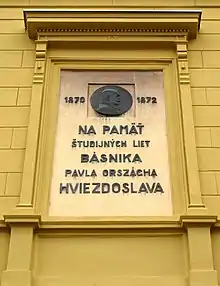 1870 1872
NA PAMÄŤ
ŠTUDIJNÝCH LIET
BÁSNIKA
PAVLA ORSZÁGHA
HVIEZDOSLAVA